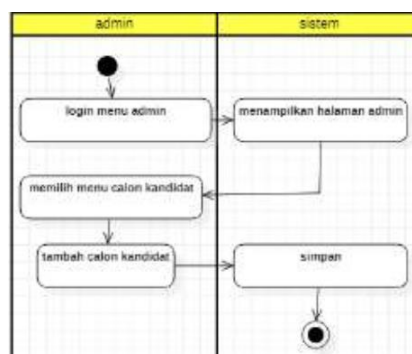 admin
sistem
login menu admin
menampilkan halaman admin
memilih menu calon kandidat
tambah calon kandidat
simpan